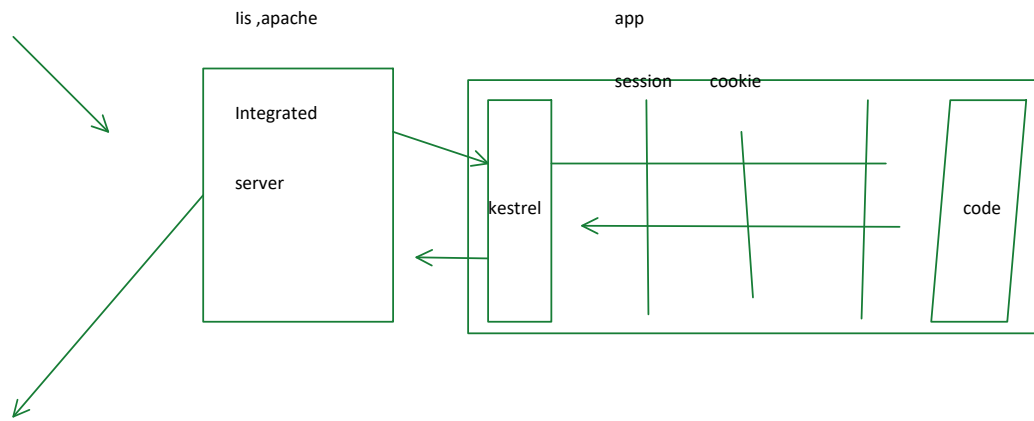 Iis ,apache
app
session
cookie
Integrated
server
kestrel
code